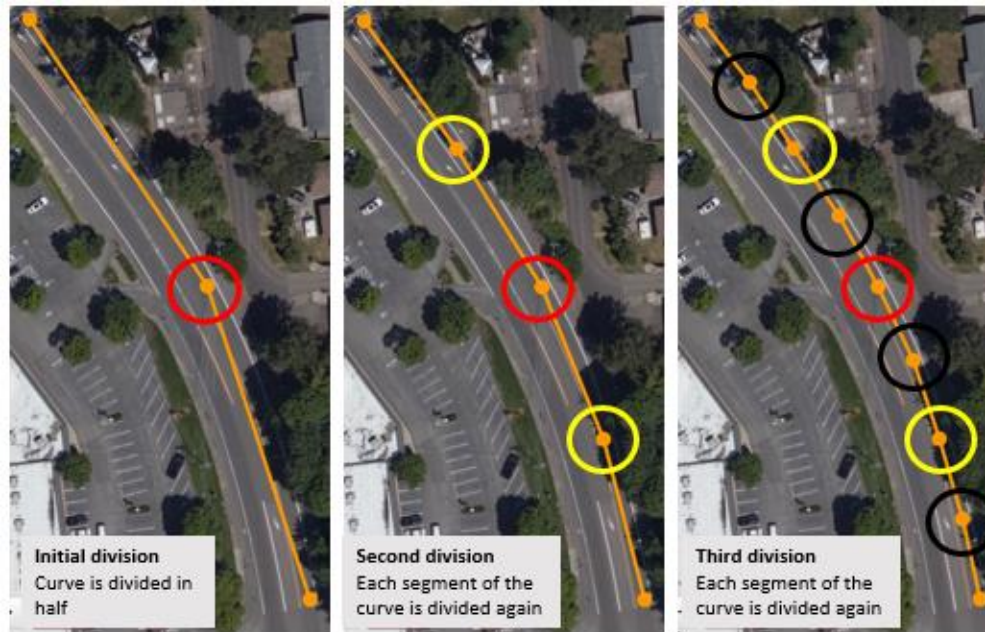 Initial division
Curve is divided in
half
Second division
Each segment of the
curve is divided again
Third division
Each segment of the
curve is divided again